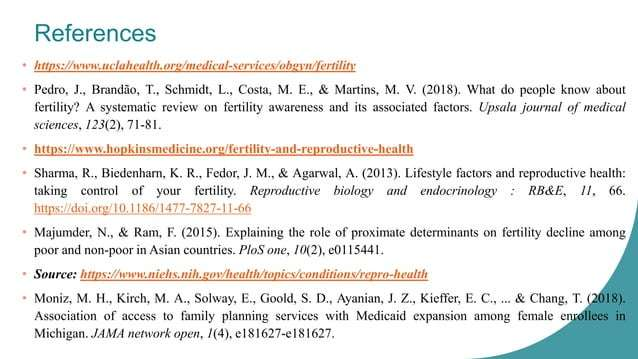 References
• https://www.uclahealth.org/medical-services/obgyn/fertility
• Pedro, J., Brandão, T., Schmidt, L., Costa, M. E., & Martins, M. V. (2018). What do people know about
fertility? A systematic review on fertility awareness and its associated factors. Upsala journal of medical
sciences, 123(2), 71-81.
• https://www.hopkinsmedicine.org/fertility-and-reproductive-health
• Sharma, R., Biedenharn, K. R., Fedor, J. M., & Agarwal, A. (2013). Lifestyle factors and reproductive health:
taking control of your fertility. Reproductive biology and endocrinology : RB&E, 11, 66.
https://doi.org/10.1186/1477-7827-11-66
• Majumder, N., & Ram, F. (2015). Explaining the role of proximate determinants on fertility decline among
poor and non-poor in Asian countries. PloS one, 10(2), e0115441.
• Source: https://www.niehs.nih.gov/health/topics/conditions/repro-health
• Moniz, M. H., Kirch, M. A., Solway, E., Goold, S. D., Ayanian, J. Z., Kieffer, E. C., ... & Chang, T. (2018).
Association of access to family planning services with Medicaid expansion among female enrollees in
Michigan. JAMA network open, 1(4), e181627-e181627.